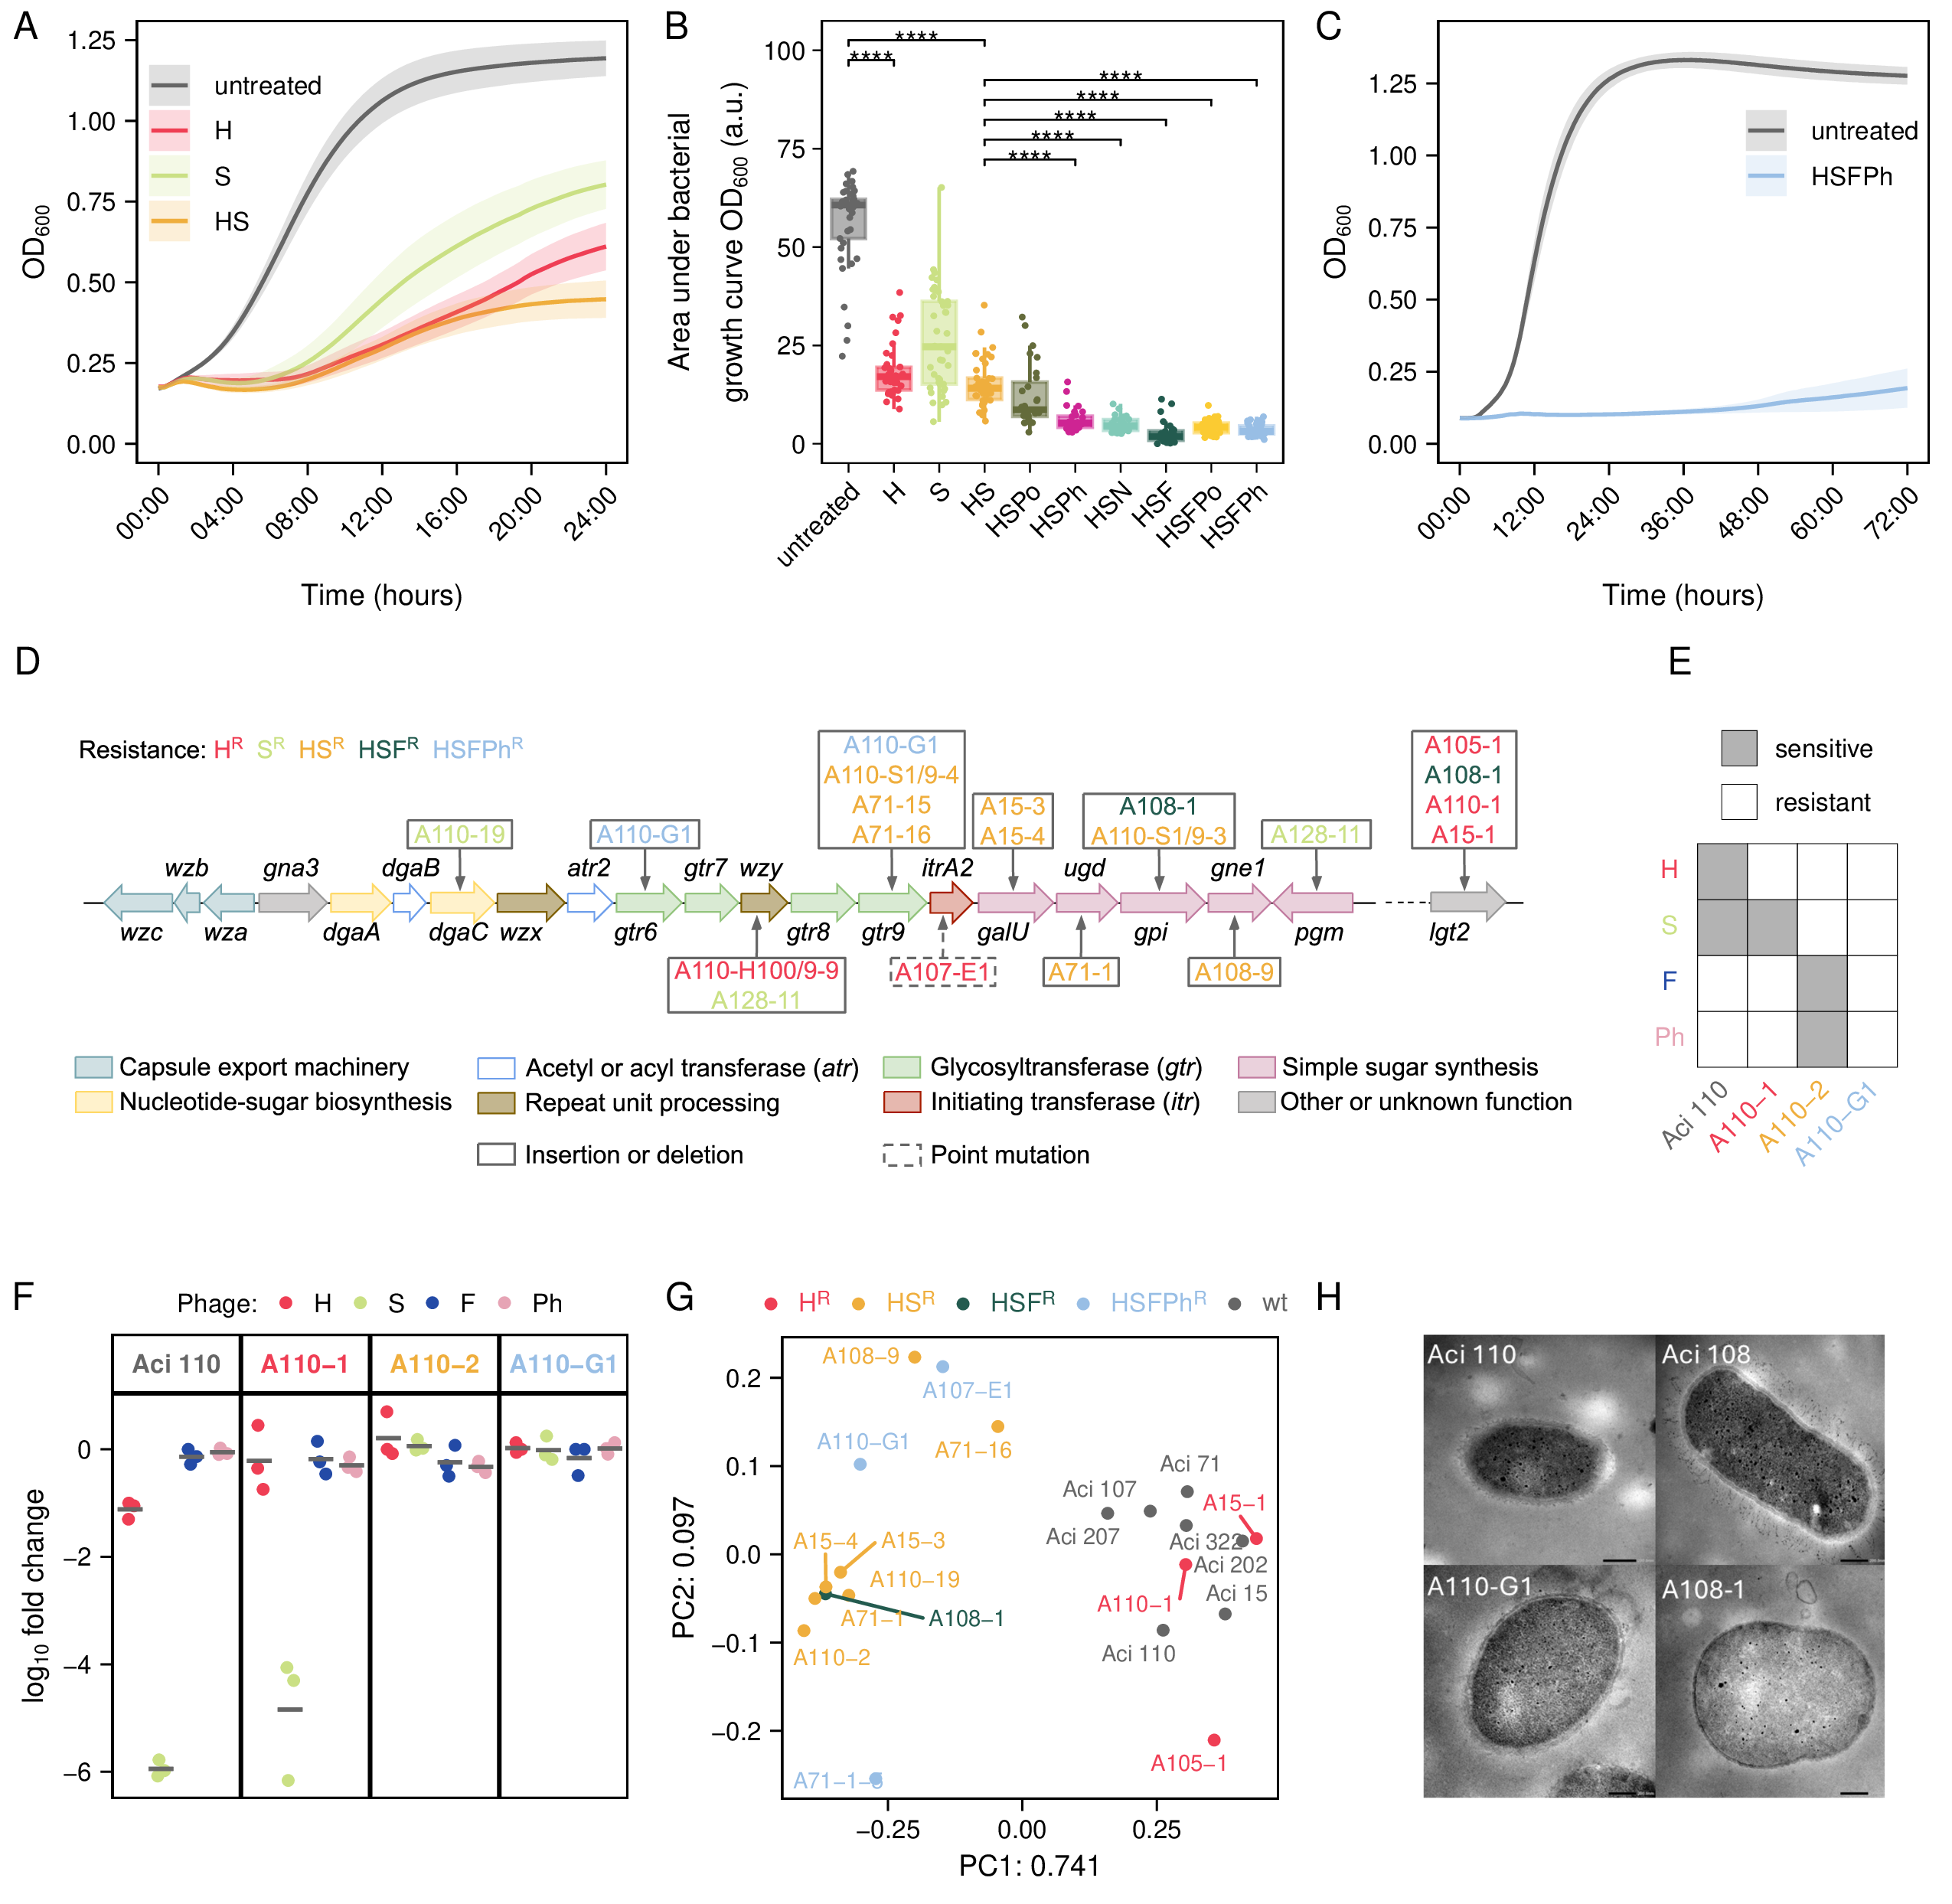 A
1.25
1.00
0.75
0.50
0.25
0.00
OD600
untreated
H
S
HS
00:00
04:00
08:00
12:00
16:00
20:00
24:00
Time (hours)
B
100
75
50
25
0
Area under bacterial
growth curve OD600 (a.u.)
****
****
****
****
****
****
****
untreated
H
S
HS
HSPo
HSPh
HSN
HSF
HSFPo
HSFPh
C
1.25
1.00
0.75
0.50
0.25
0.00
OD600
untreated
HSFPh
00:00
12:00
24:00
36:00
48:00
60:00
72:00
Time (hours)
D
Resistance: HR SR HSR HSFR HSFPhR
A110-19
A110-G1
A110-G1
A110-S1/9-4
A71-15
A71-16
A15-3
A15-4
A108-1
A110-S1/9-3
A128-11
A105-1
A108-1
A110-1
A15-1
wzb
gna3
dgaB
atr2
gtr7
wzy
itrA2
ugd
gne1
wzc
wza
dgaA
dgaC
wzx
gtr6
gtr8
gtr9
galU
gpi
pgm
lgt2
A110-H100/9-9
A128-11
A107-E1
A71-1
A108-9
Capsule export machinery
Acetyl or acyl transferase (atr)
Glycosyltransferase (gtr)
Simple sugar synthesis
Nucleotide-sugar biosynthesis
Repeat unit processing
Initiating transferase (itr)
Other or unknown function
Insertion or deletion
Point mutation
E
sensitive
resistant
H
S
F
Ph
Aci 110
A110−1
A110−2
A110−G1
F
Phage: H S F Ph
Aci 110
A110−1
A110−2
A110−G1
0
−2
−4
−6
log10 fold change
G
HR HSR HSFR HSFPhR wt
0.2
0.1
0.0
−0.1
−0.2
PC2: 0.097
A108−9
A107−E1
A110−G1
A71−16
Aci 71
Aci 107
A15−1
Aci 207
Aci 322
A15−4
A15−3
Aci 202
A110−19
Aci 15
A110−1
A71−1
A108−1
A110−2
Aci 110
A105−1
A71−1−5
−0.25
0.00
0.25
PC1: 0.741
H
Aci 110
Aci 108
A110-G1
A108-1